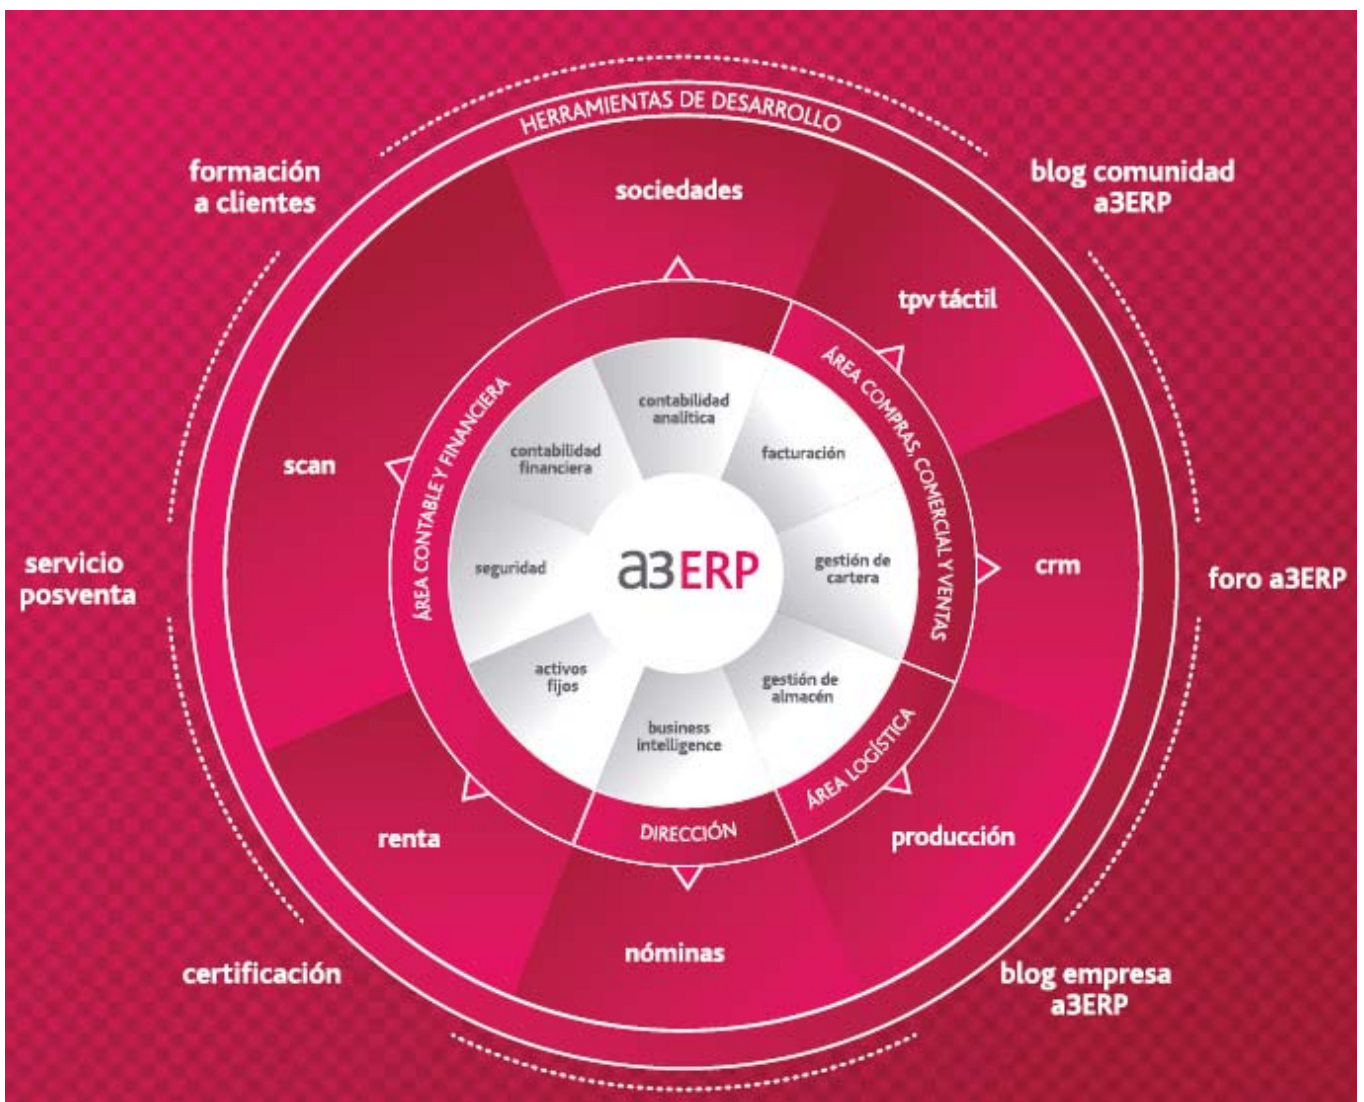 HERRAMIENTAS DE DESARROLLO
formación
a clientes
blog comunidad
a3ERP
sociedades
tpv táctil
scan
crm
servicio
posventa
foro a3ERP
ÁREA CONTABLE Y FINANCIERA
ÁREA COMPRAS, COMERCIAL Y VENTAS
contabilidad
analítica
contabilidad
financiera
facturación
seguridad
a3ERP
gestión de
cartera
activos
fijos
gestión de
almacén
business
intelligence
ÁREA LOGÍSTICA
DIRECCIÓN
renta
producción
nóminas
certificación
blog empresa
a3ERP